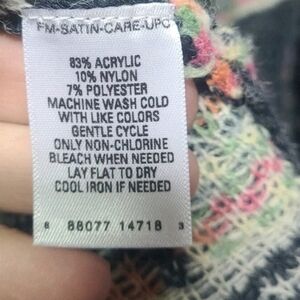 FM-SATIN-CARE-UPC
83% ACRYLIC
10% NYLON
7% POLYESTER
MACHINE WASH COLD
WITH LIKE COLORS
GENTLE CYCLE
ONLY NON-CHLORINE
BLEACH WHEN NEEDED
LAY FLAT TO DRY
COOL IRON IF NEEDED
6 88077 14718 3